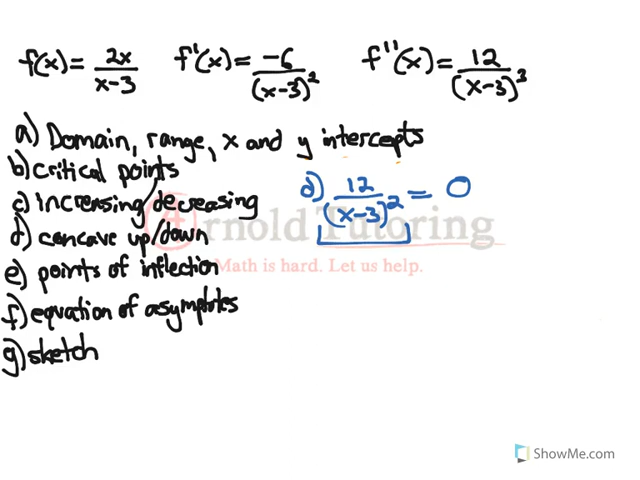 f(x) = 2x/(x-3) f'(x) = -6/(x-3)² f''(x) = 12/(x-3)³
a) Domain, range, x and y intercepts
b) critical points
c) increasing/decreasing
d) concave up/down
e) points of inflection
f) equation of asymptotes
g) sketch
d) 12/(x-3)² = 0
Arnold Tutoring
Math is hard. Let us help.
ShowMe.com